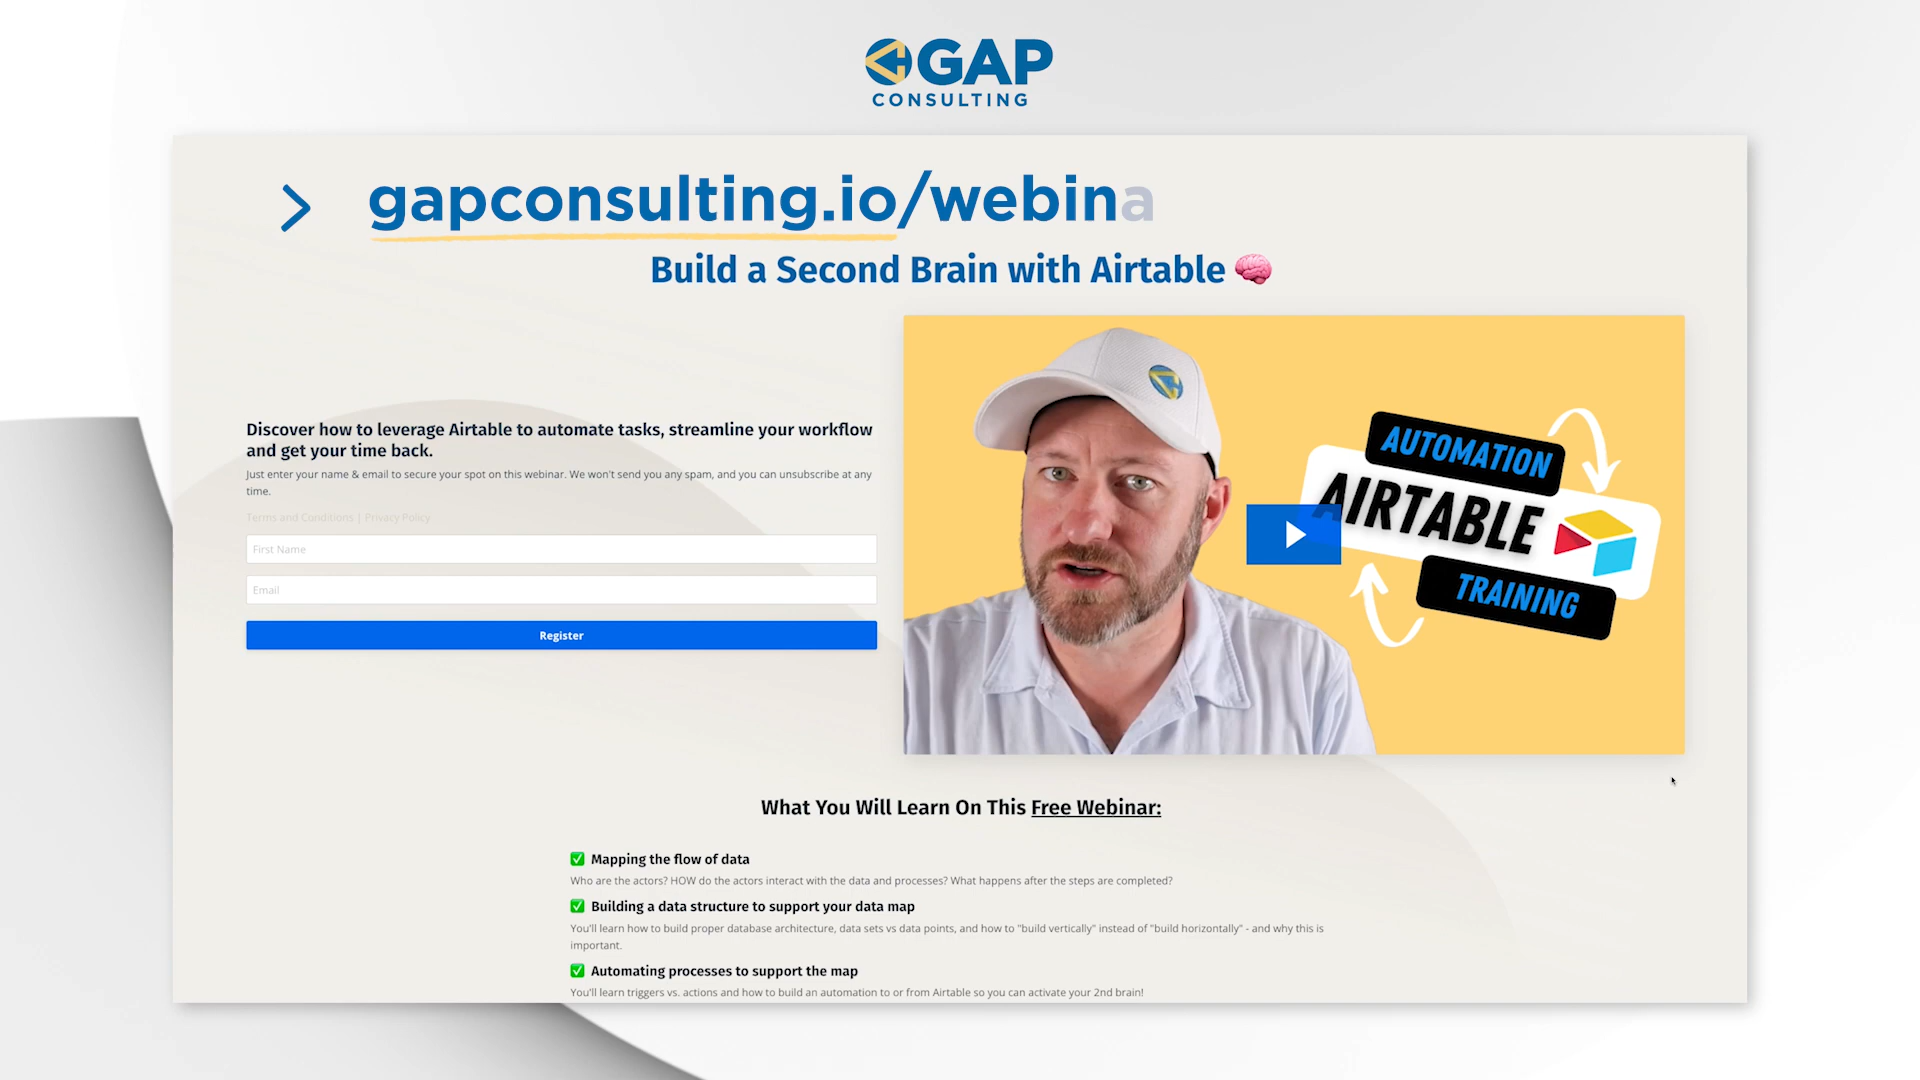 GAP
CONSULTING
gapconsulting.io/webina
Build a Second Brain with Airtable
Discover how to leverage Airtable to automate tasks, streamline your workflow
and get your time back.
Just enter your name & email to secure your spot on this webinar. We won't send you any spam, and you can unsubscribe at any
time.
Terms and Conditions | Privacy Policy
First Name
Email
Register
AUTOMATION
AIRTABLE
TRAINING
What You Will Learn On This Free Webinar:
Mapping the flow of data
Who are the actors? HOW do the actors interact with the data and processes? What happens after the steps are completed?
Building a data structure to support your data map
You'll learn how to build proper database architecture, data sets vs data points, and how to "build vertically" instead of "build horizontally" - and why this is
important.
Automating processes to support the map
You'll learn triggers vs. actions and how to build an automation to or from Airtable so you can activate your 2nd brain!